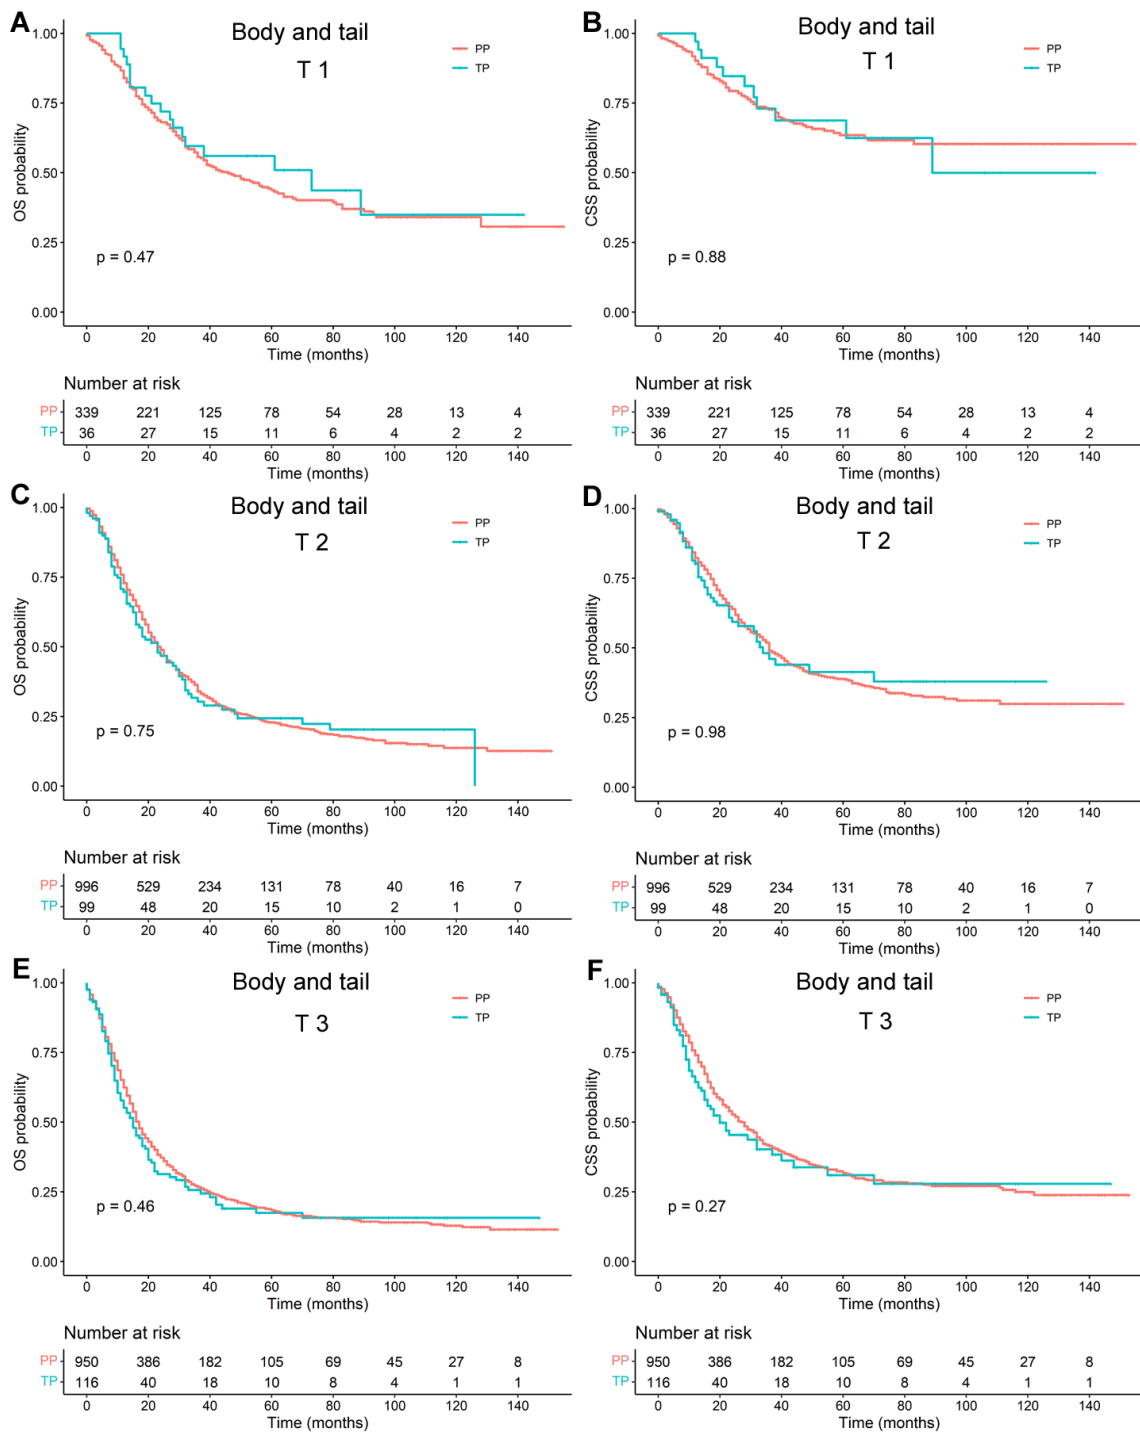 A
Body and tail
T 1
PP
TP
OS probability
1.00
0.75
0.50
0.25
0.00
p = 0.47
0 20 40 60 80 100 120 140
Time (months)
Number at risk
PP 339 221 125 78 54 28 13 4
TP 36 27 15 11 6 4 2 2
0 20 40 60 80 100 120 140
Time (months)
B
Body and tail
T 1
PP
TP
CSS probability
1.00
0.75
0.50
0.25
0.00
p = 0.88
0 20 40 60 80 100 120 140
Time (months)
Number at risk
PP 339 221 125 78 54 28 13 4
TP 36 27 15 11 6 4 2 2
0 20 40 60 80 100 120 140
Time (months)
C
Body and tail
T 2
PP
TP
OS probability
1.00
0.75
0.50
0.25
0.00
p = 0.75
0 20 40 60 80 100 120 140
Time (months)
Number at risk
PP 996 529 234 131 78 40 16 7
TP 99 48 20 15 10 2 1 0
0 20 40 60 80 100 120 140
Time (months)
D
Body and tail
T 2
PP
TP
CSS probability
1.00
0.75
0.50
0.25
0.00
p = 0.98
0 20 40 60 80 100 120 140
Time (months)
Number at risk
PP 996 529 234 131 78 40 16 7
TP 99 48 20 15 10 2 1 0
0 20 40 60 80 100 120 140
Time (months)
E
Body and tail
T 3
PP
TP
OS probability
1.00
0.75
0.50
0.25
0.00
p = 0.46
0 20 40 60 80 100 120 140
Time (months)
Number at risk
PP 950 386 182 105 69 45 27 8
TP 116 40 18 10 8 4 1 1
0 20 40 60 80 100 120 140
Time (months)
F
Body and tail
T 3
PP
TP
CSS probability
1.00
0.75
0.50
0.25
0.00
p = 0.27
0 20 40 60 80 100 120 140
Time (months)
Number at risk
PP 950 386 182 105 69 45 27 8
TP 116 40 18 10 8 4 1 1
0 20 40 60 80 100 120 140
Time (months)